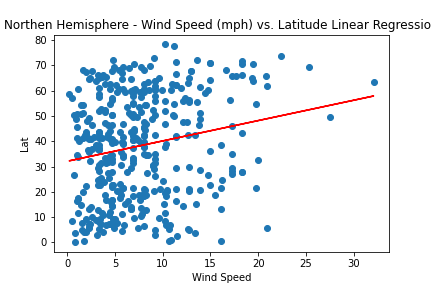 Northen Hemisphere - Wind Speed (mph) vs. Latitude Linear Regressio
80
70
60
50
40
30
20
10
0
Lat
0 5 10 15 20 25 30
Wind Speed